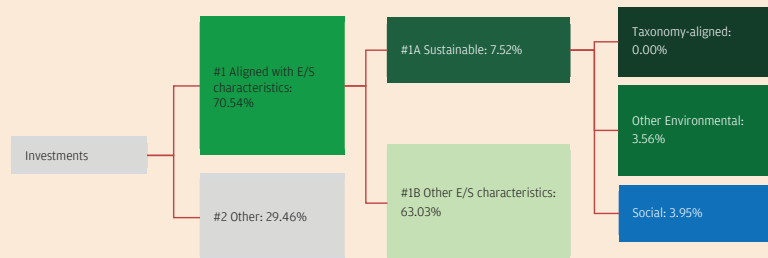 Investments
#1 Aligned with E/S
characteristics:
70.54%
#2 Other: 29.46%
#1A Sustainable: 7.52%
#1B Other E/S characteristics:
63.03%
Taxonomy-aligned:
0.00%
Other Environmental:
3.56%
Social: 3.95%